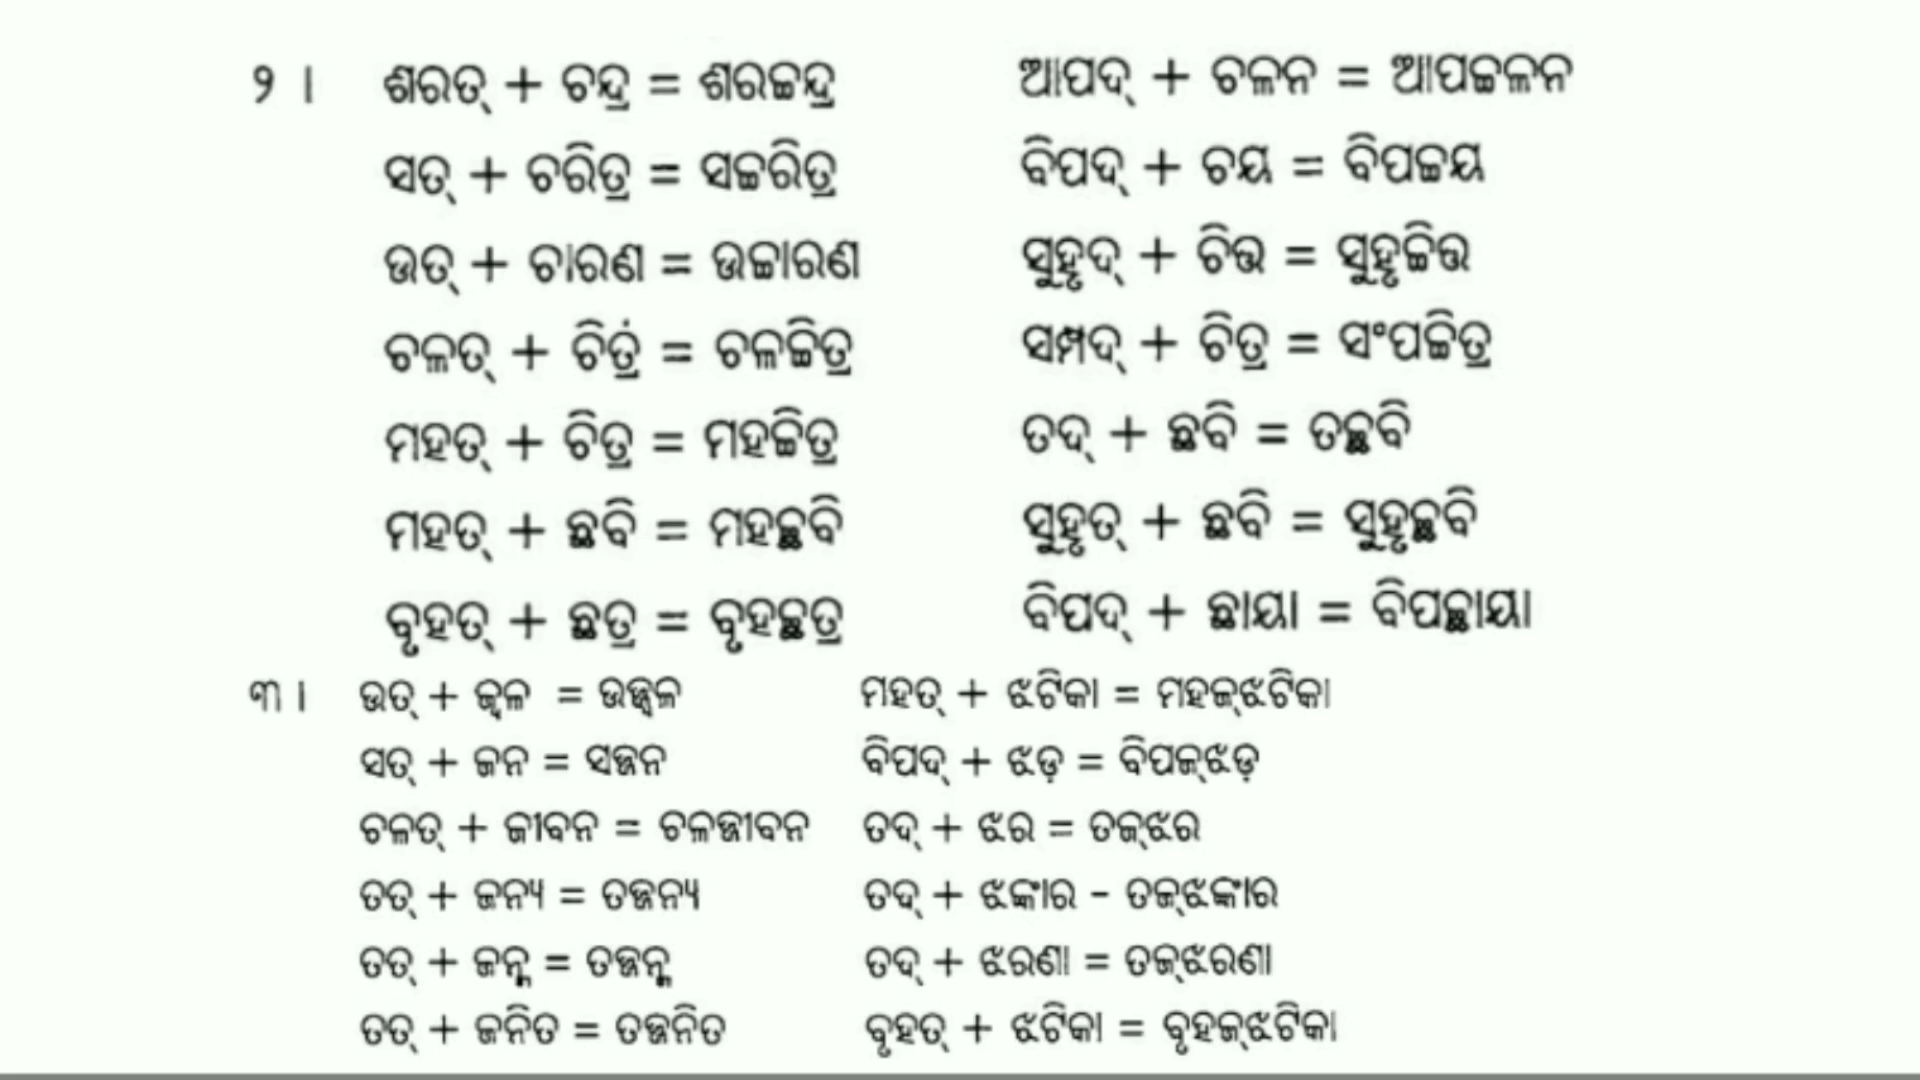 ୨ । ଶରତ୍ + ଚନ୍ଦ୍ର = ଶରଚ୍ଚନ୍ଦ୍ର ଆପଦ୍ + ଚଳନ = ଆପଚ୍ଚଳନ
ସତ୍ + ଚରିତ୍ର = ସଚ୍ଚରିତ୍ର ବିପଦ୍ + ଚୟ = ବିପଚ୍ଚୟ
ଉତ୍ + ଚାରଣ = ଉଚ୍ଚାରଣ ସୁହୃଦ୍ + ଚିତ୍ତ = ସୁହୃଚ୍ଚିତ୍ତ
ଚଳତ୍ + ଚିତ୍ର = ଚଳଚ୍ଚିତ୍ର ସମ୍ପଦ୍ + ଚିତ୍ର = ସଂପଚ୍ଚିତ୍ର
ମହତ୍ + ଚିତ୍ର = ମହଚ୍ଚିତ୍ର ତଦ୍ + ଛବି = ତଚ୍ଛବି
ମହତ୍ + ଛବି = ମହଚ୍ଛବି ସୁହୃତ୍ + ଛବି = ସୁହୃଚ୍ଛବି
ବୃହତ୍ + ଛତ୍ର = ବୃହଚ୍ଛତ୍ର ବିପଦ୍ + ଛାୟା = ବିପଚ୍ଛାୟା
୩ । ଉତ୍ + ଜ୍ୱଳ = ଉଜ୍ଜ୍ୱଳ ମହତ୍ + ଝଟିକା = ମହଜ୍‌ଝଟିକା
ସତ୍ + ଜନ = ସଜ୍ଜନ ବିପଦ୍ + ଝଡ଼ = ବିପଜ୍‌ଝଡ଼
ଚଳତ୍ + ଜୀବନ = ଚଳଜ୍ଜୀବନ ତଦ୍ + ଝର = ତଜ୍‌ଝର
ତତ୍ + ଜନ୍ୟ = ତଜ୍ଜନ୍ୟ ତଦ୍ + ଝଙ୍କାର - ତଜ୍‌ଝଙ୍କାର
ତତ୍ + ଜନ୍ମ = ତଜ୍ଜନ୍ମ ତଦ୍ + ଝରଣା = ତଜ୍‌ଝରଣା
ତତ୍ + ଜନିତ = ତଜ୍ଜନିତ ବୃହତ୍ + ଝଟିକା = ବୃହଜ୍‌ଝଟିକା